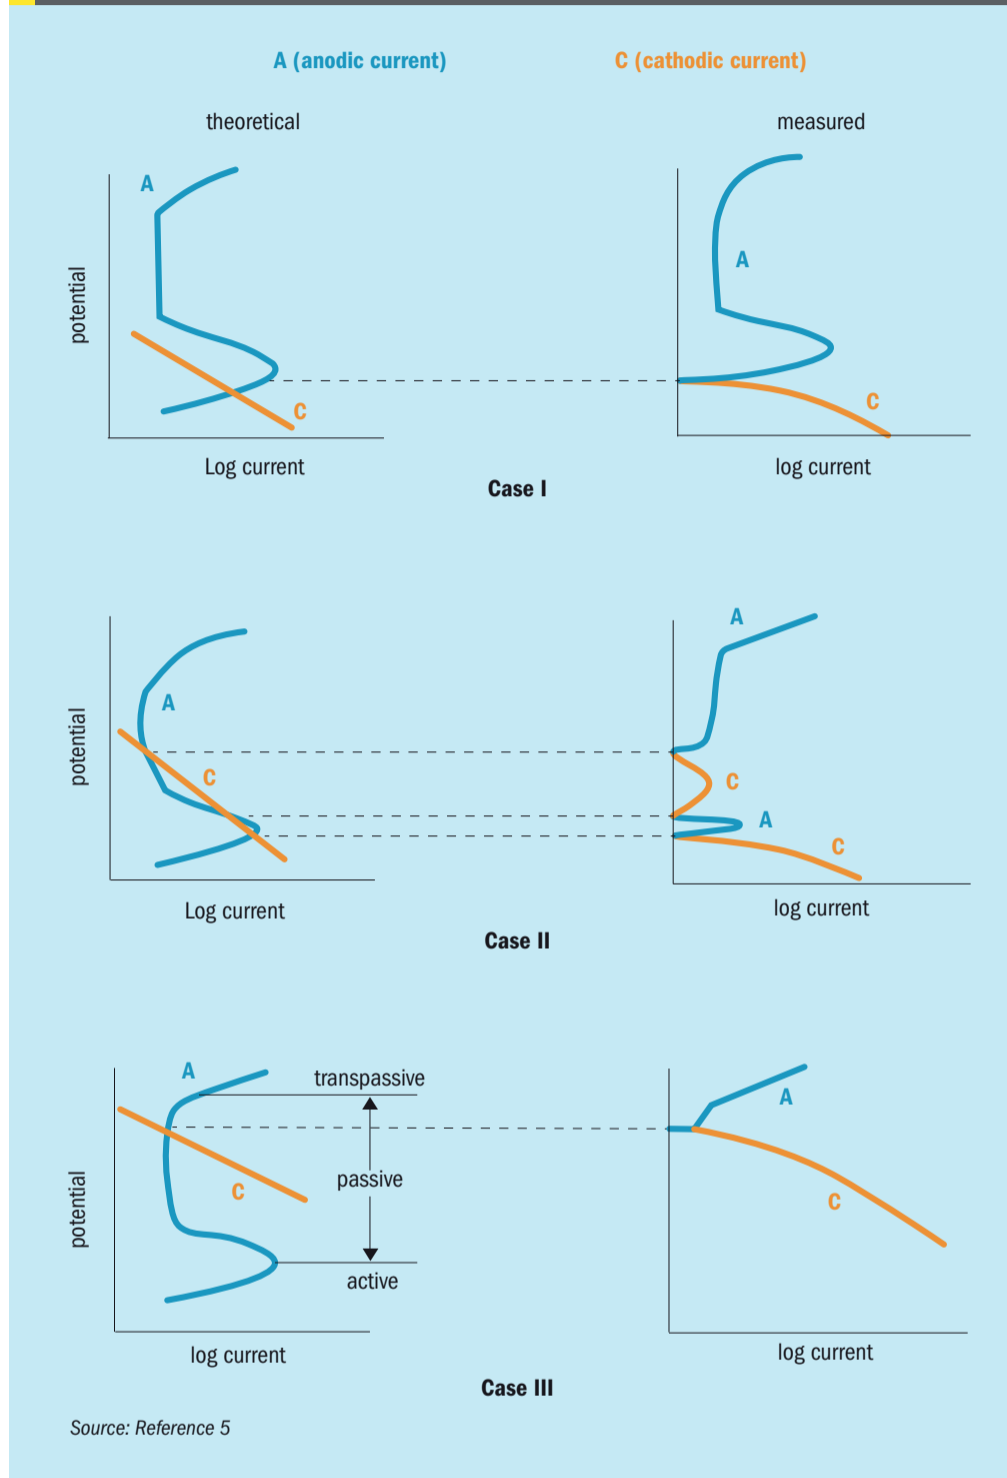 A (anodic current)
C (cathodic current)
theoretical
measured
A
potential
C
Log current
A
C
log current
Case I
potential
A
C
Log current
A
C
A
C
log current
Case II
potential
A
transpassive
passive
C
active
log current
A
C
log current
Case III
Source: Reference 5